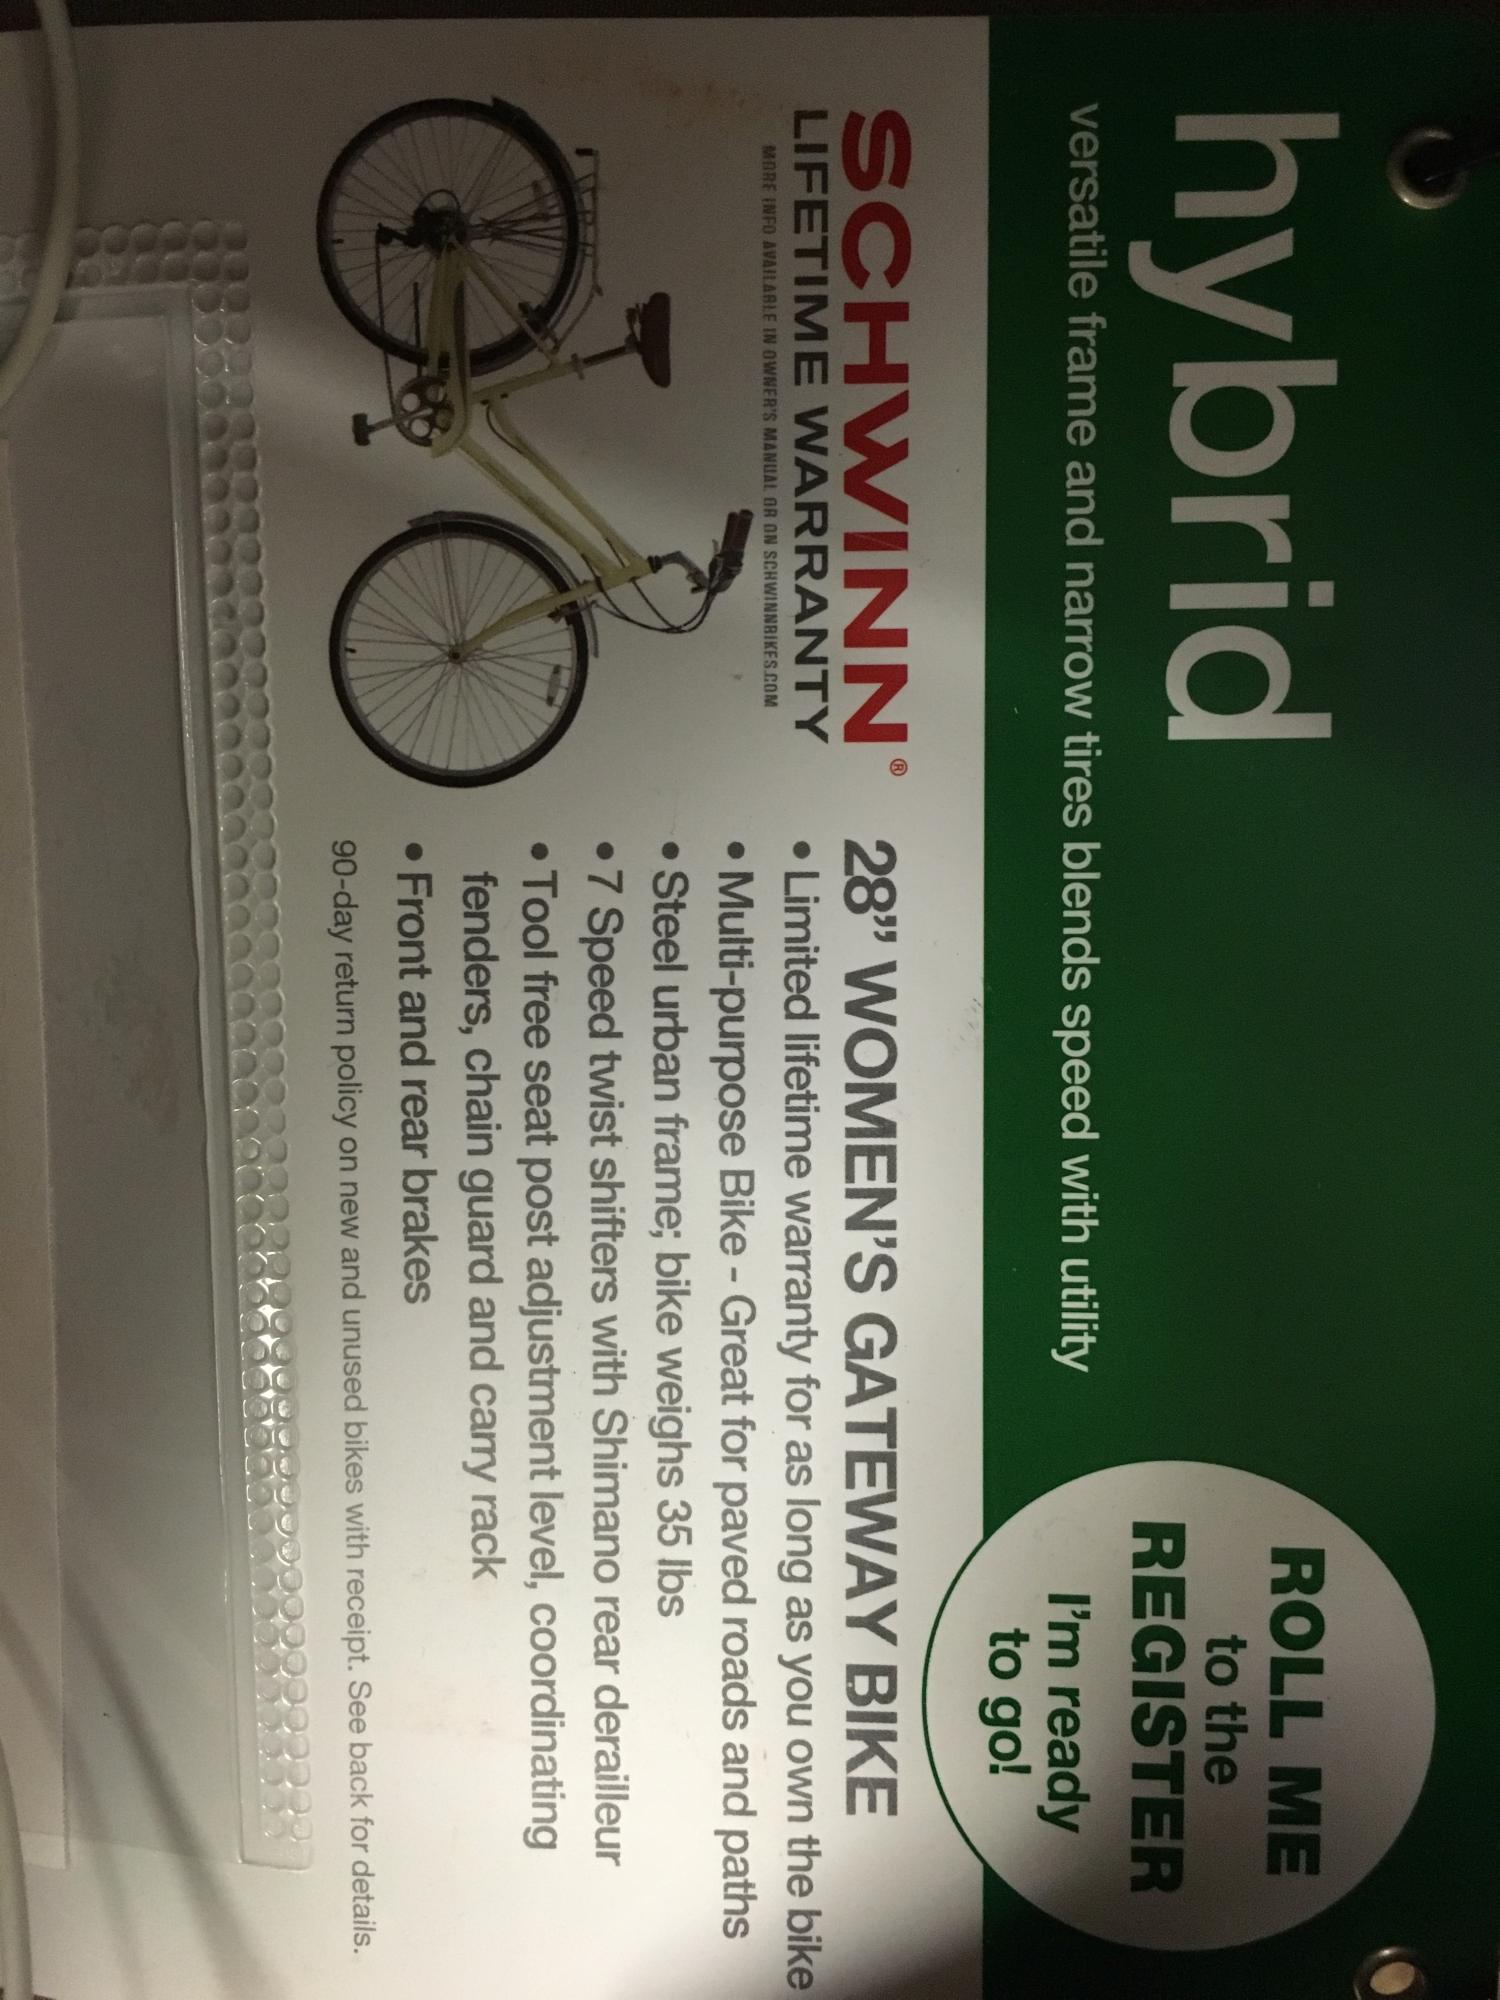 hybrid
versatile frame and narrow tires blends speed with utility
ROLL ME
to the
REGISTER
I'm ready
to go!
SCHWINN®
LIFETIME WARRANTY
MORE INFO AVAILABLE IN OWNER'S MANUAL OR ON SCHWINNBIKES.COM
28” WOMEN'S GATEWAY BIKE
• Limited lifetime warranty for as long as you own the bike
• Multi-purpose Bike - Great for paved roads and paths
• Steel urban frame; bike weighs 35 lbs
• 7 Speed twist shifters with Shimano rear derailleur
• Tool free seat post adjustment level, coordinating
fenders, chain guard and carry rack
• Front and rear brakes
90-day return policy on new and unused bikes with receipt. See back for details.